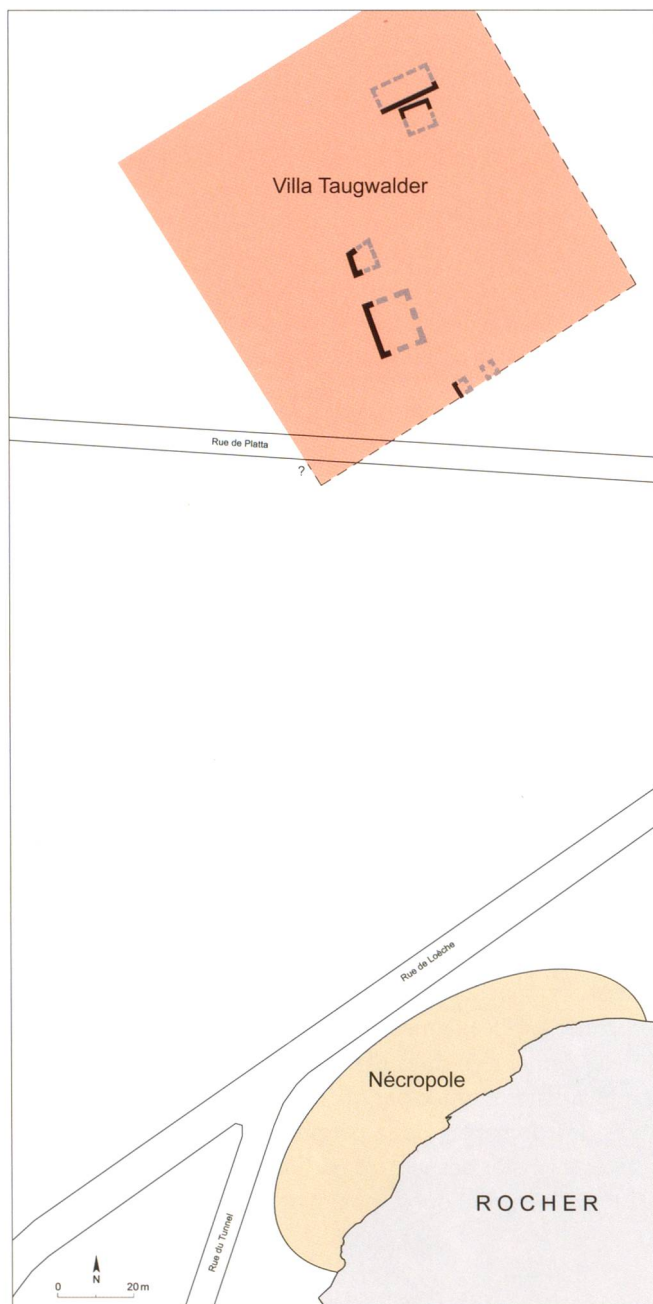 Villa Taugwalder
Rue de Platta
?
Rue de Loèche
Nécropole
ROCHER
Rue du Tunnel
N
0 20 m